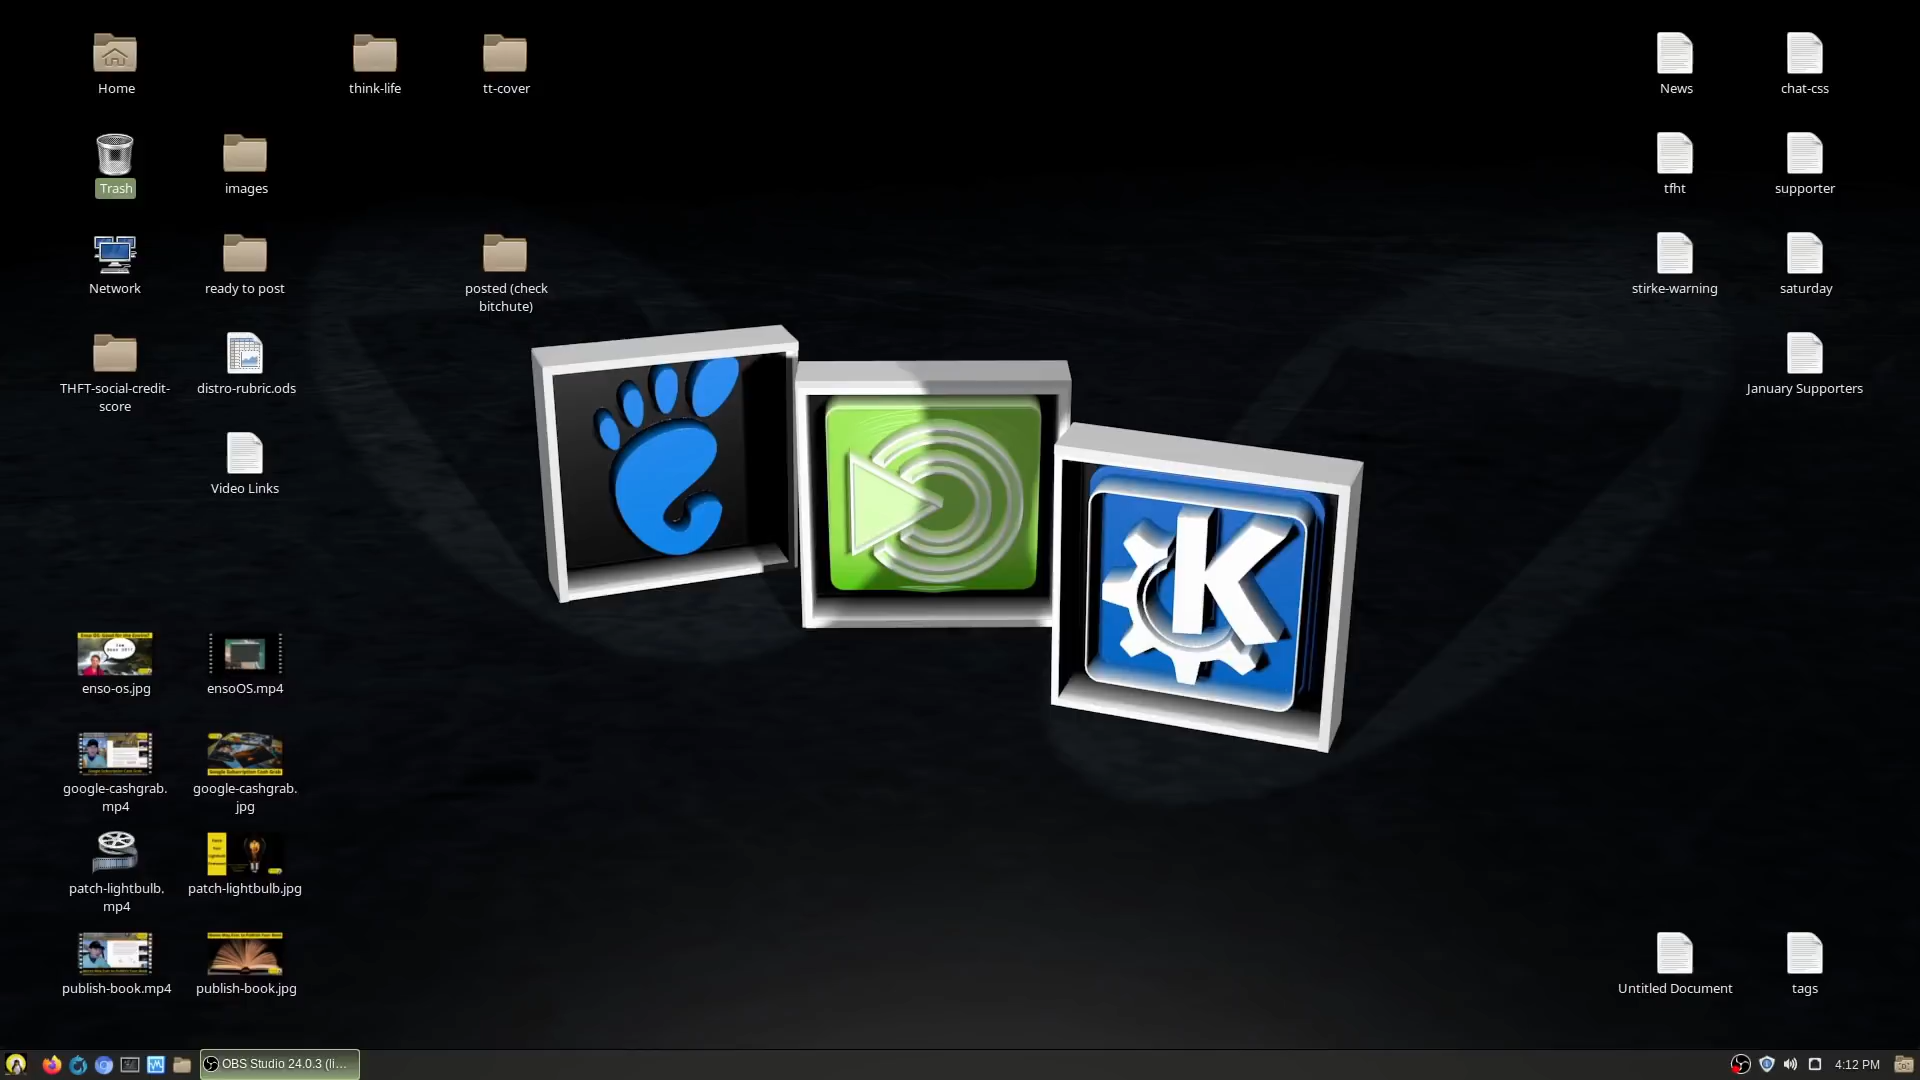 Home
think-life
tt-cover
News
chat-css
Trash
images
tfht
supporter
Network
ready to post
posted (check
bitchute)
stirke-warning
saturday
THFT-social-credit-
score
distro-rubric.ods
January Supporters
Video Links
enso-os.jpg
ensoOS.mp4
google-cashgrab.
mp4
google-cashgrab.
jpg
patch-lightbulb.
mp4
patch-lightbulb.jpg
publish-book.mp4
publish-book.jpg
Untitled Document
tags
OBS Studio 24.0.3 (li...
4:12 PM